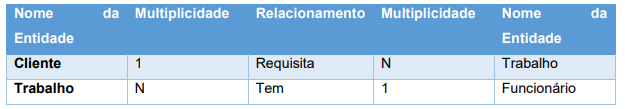 Nome da Entidade Multiplicidade Relacionamento Multiplicidade Nome da Entidade
Cliente 1 Requisita N Trabalho
Trabalho N Tem 1 Funcionário